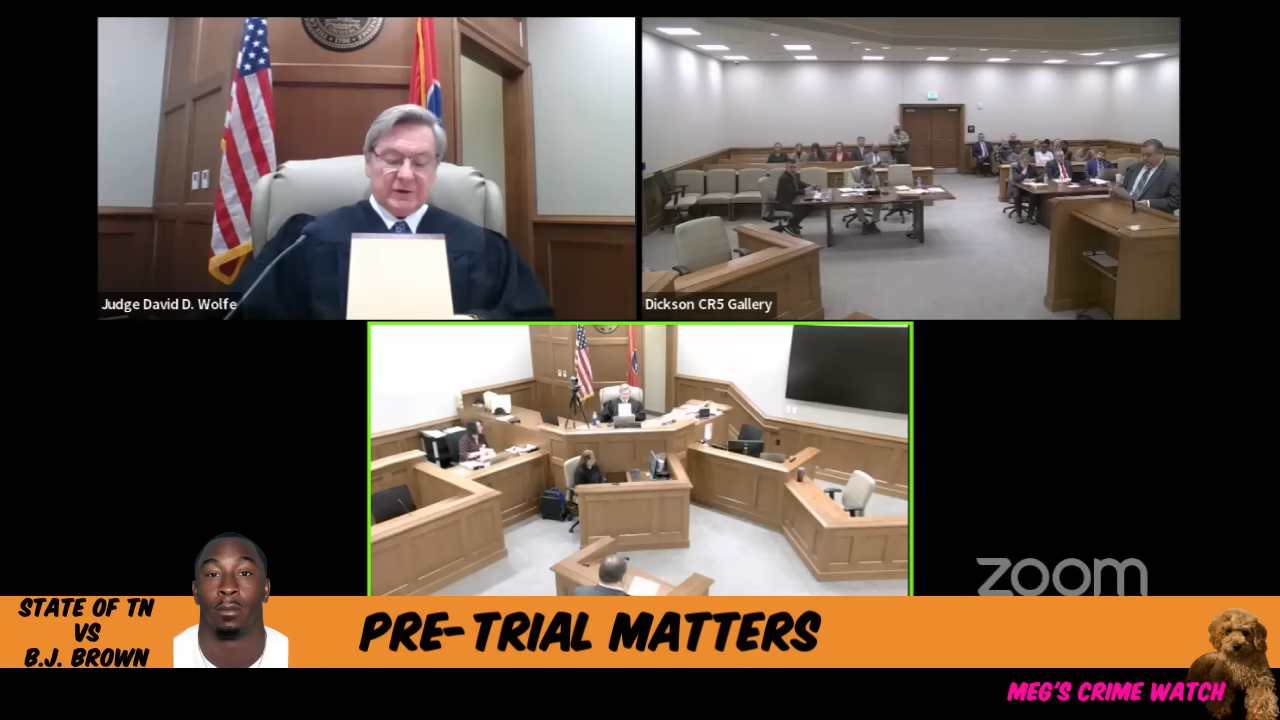 Judge David D. Wolfe
Dickson CR5 Gallery
zoom
STATE OF TN
VS
B.J. BROWN
PRE-TRIAL MATTERS
MEG'S CRIME WATCH